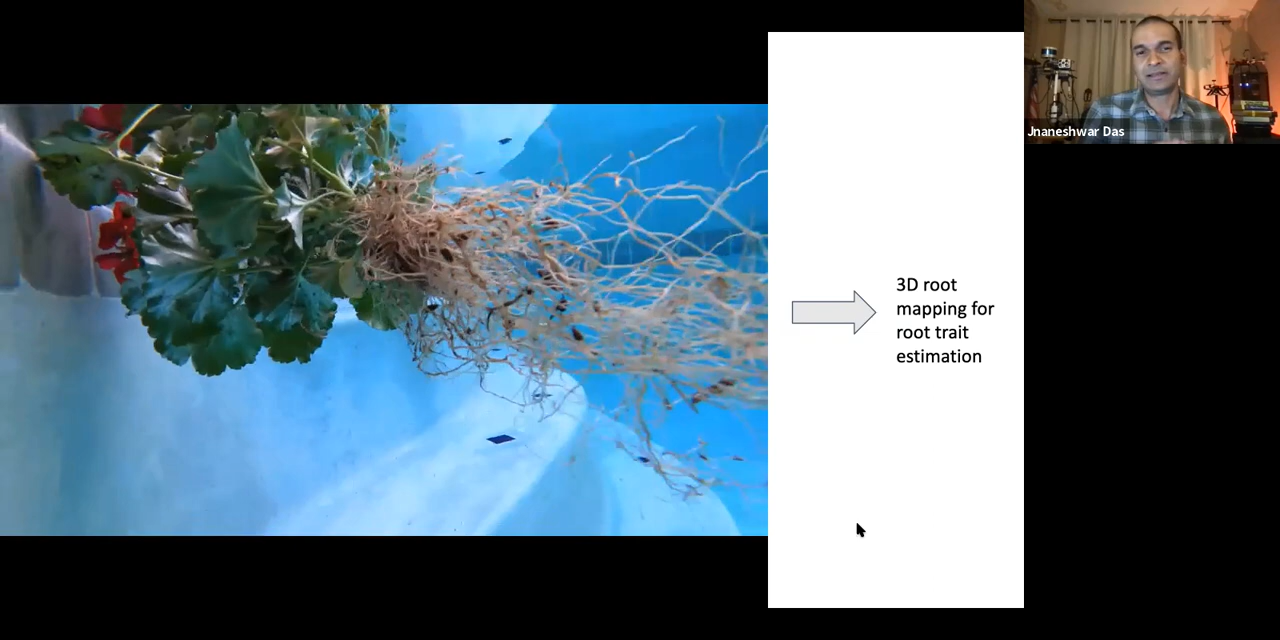 Jnaneshwar Das
3D root
mapping for
root trait
estimation